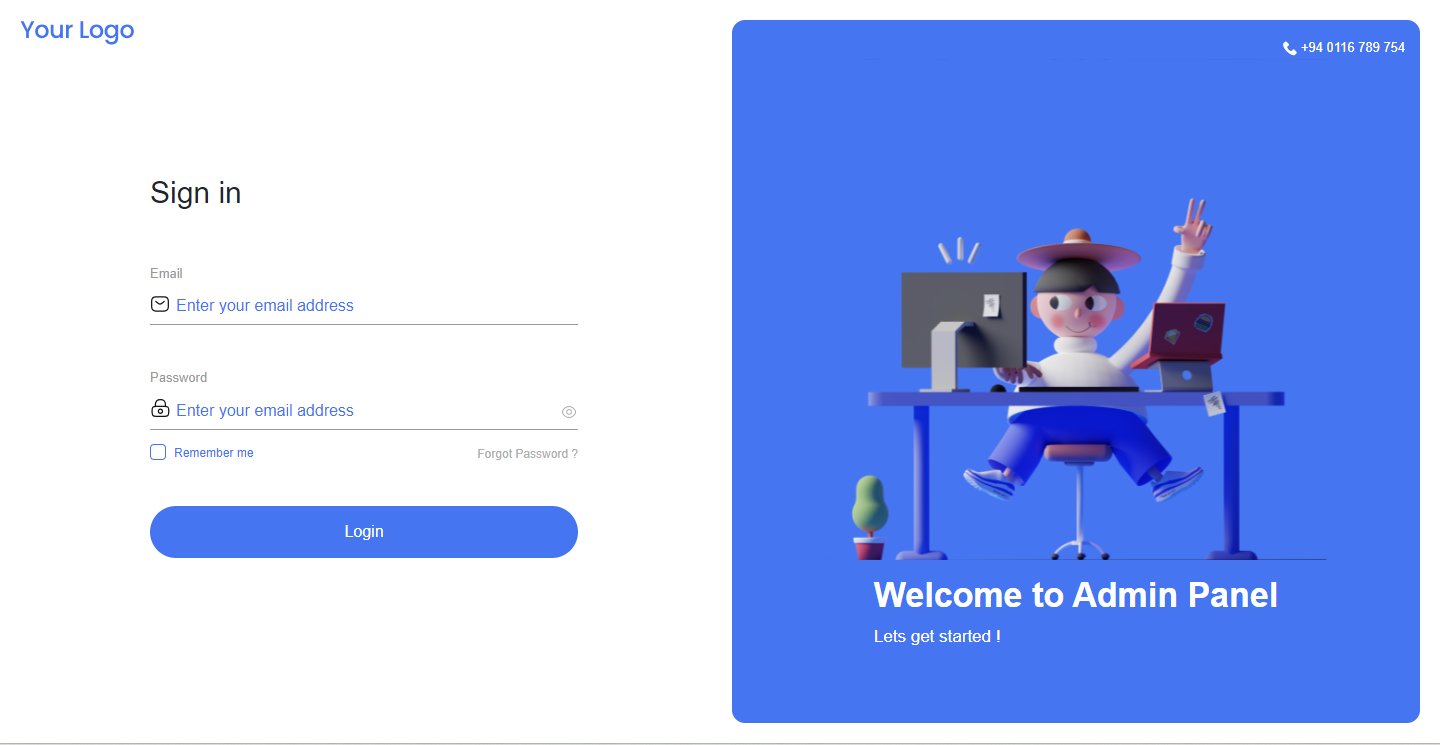 Your Logo
+94 0116 789 754
Sign in
Email
Enter your email address
Password
Enter your email address
Remember me
Forgot Password ?
Login
Welcome to Admin Panel
Lets get started !